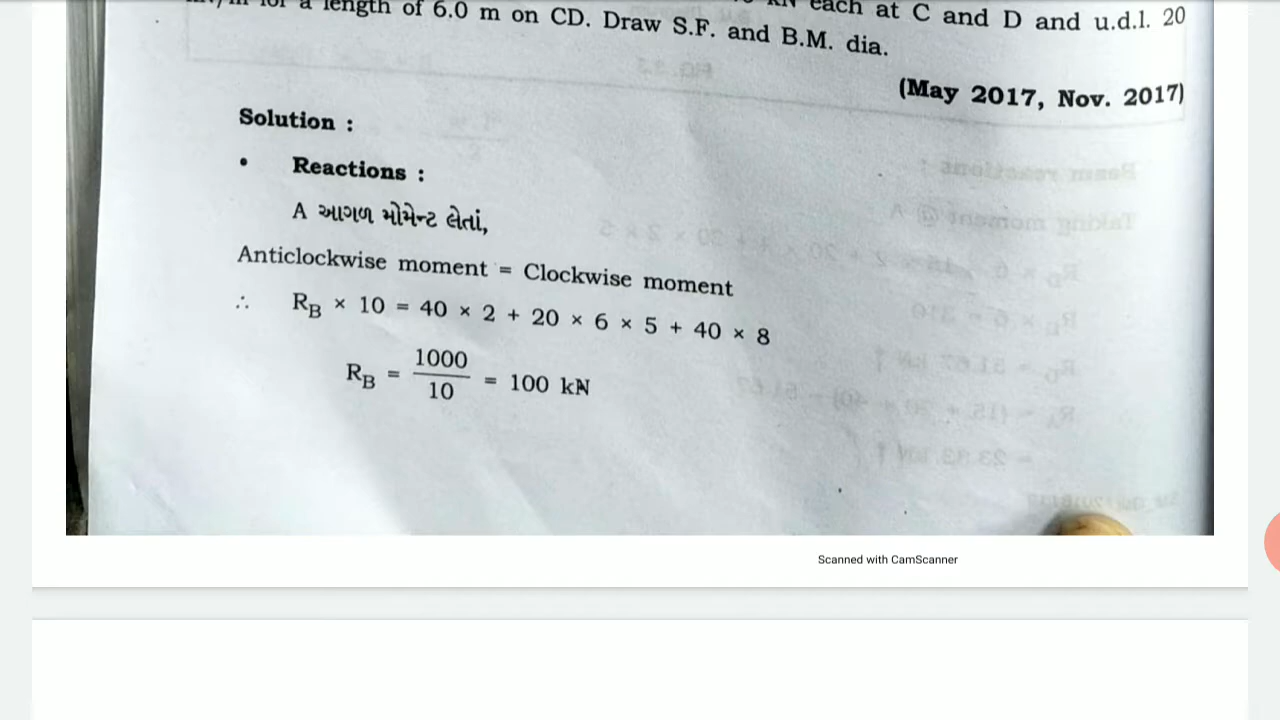 a length of 6.0 m on CD. Draw S.F. and B.M. dia.
each at C and D and u.d.l. 20
(May 2017, Nov. 2017)
Solution :
• Reactions :
A આગળ મોમેન્ટ લેતાં,
Anticlockwise moment = Clockwise moment
∴ R_B × 10 = 40 × 2 + 20 × 6 × 5 + 40 × 8
R_B = 1000 / 10 = 100 kN
Scanned with CamScanner